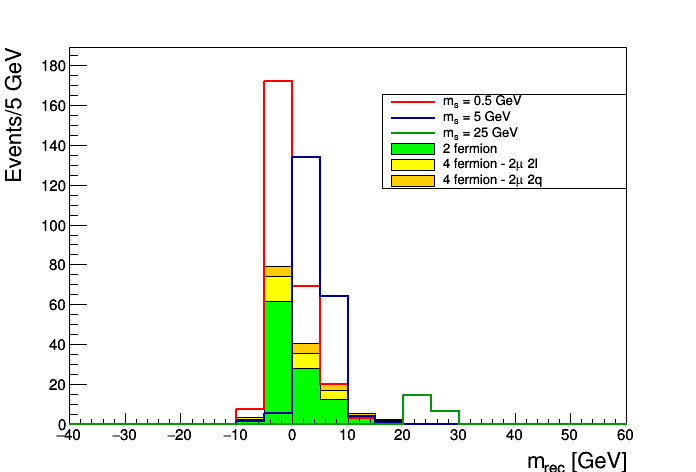 Events/5 GeV
180
160
140
120
100
80
60
40
20
0
m_s = 0.5 GeV
m_s = 5 GeV
m_s = 25 GeV
2 fermion
4 fermion - 2μ 2l
4 fermion - 2μ 2q
−40 −30 −20 −10 0 10 20 30 40 50 60
m_rec [GeV]